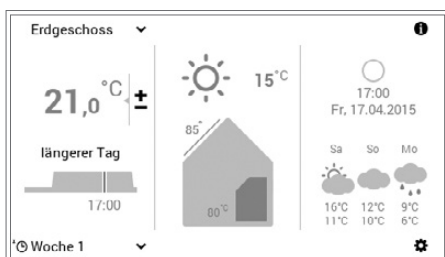 Erdgeschoss
21,0 °C ±
längerer Tag
17:00
Woche 1
15°C
85°
80°C
17:00
Fr, 17.04.2015
Sa So Mo
16°C 12°C 9°C
11°C 10°C 6°C